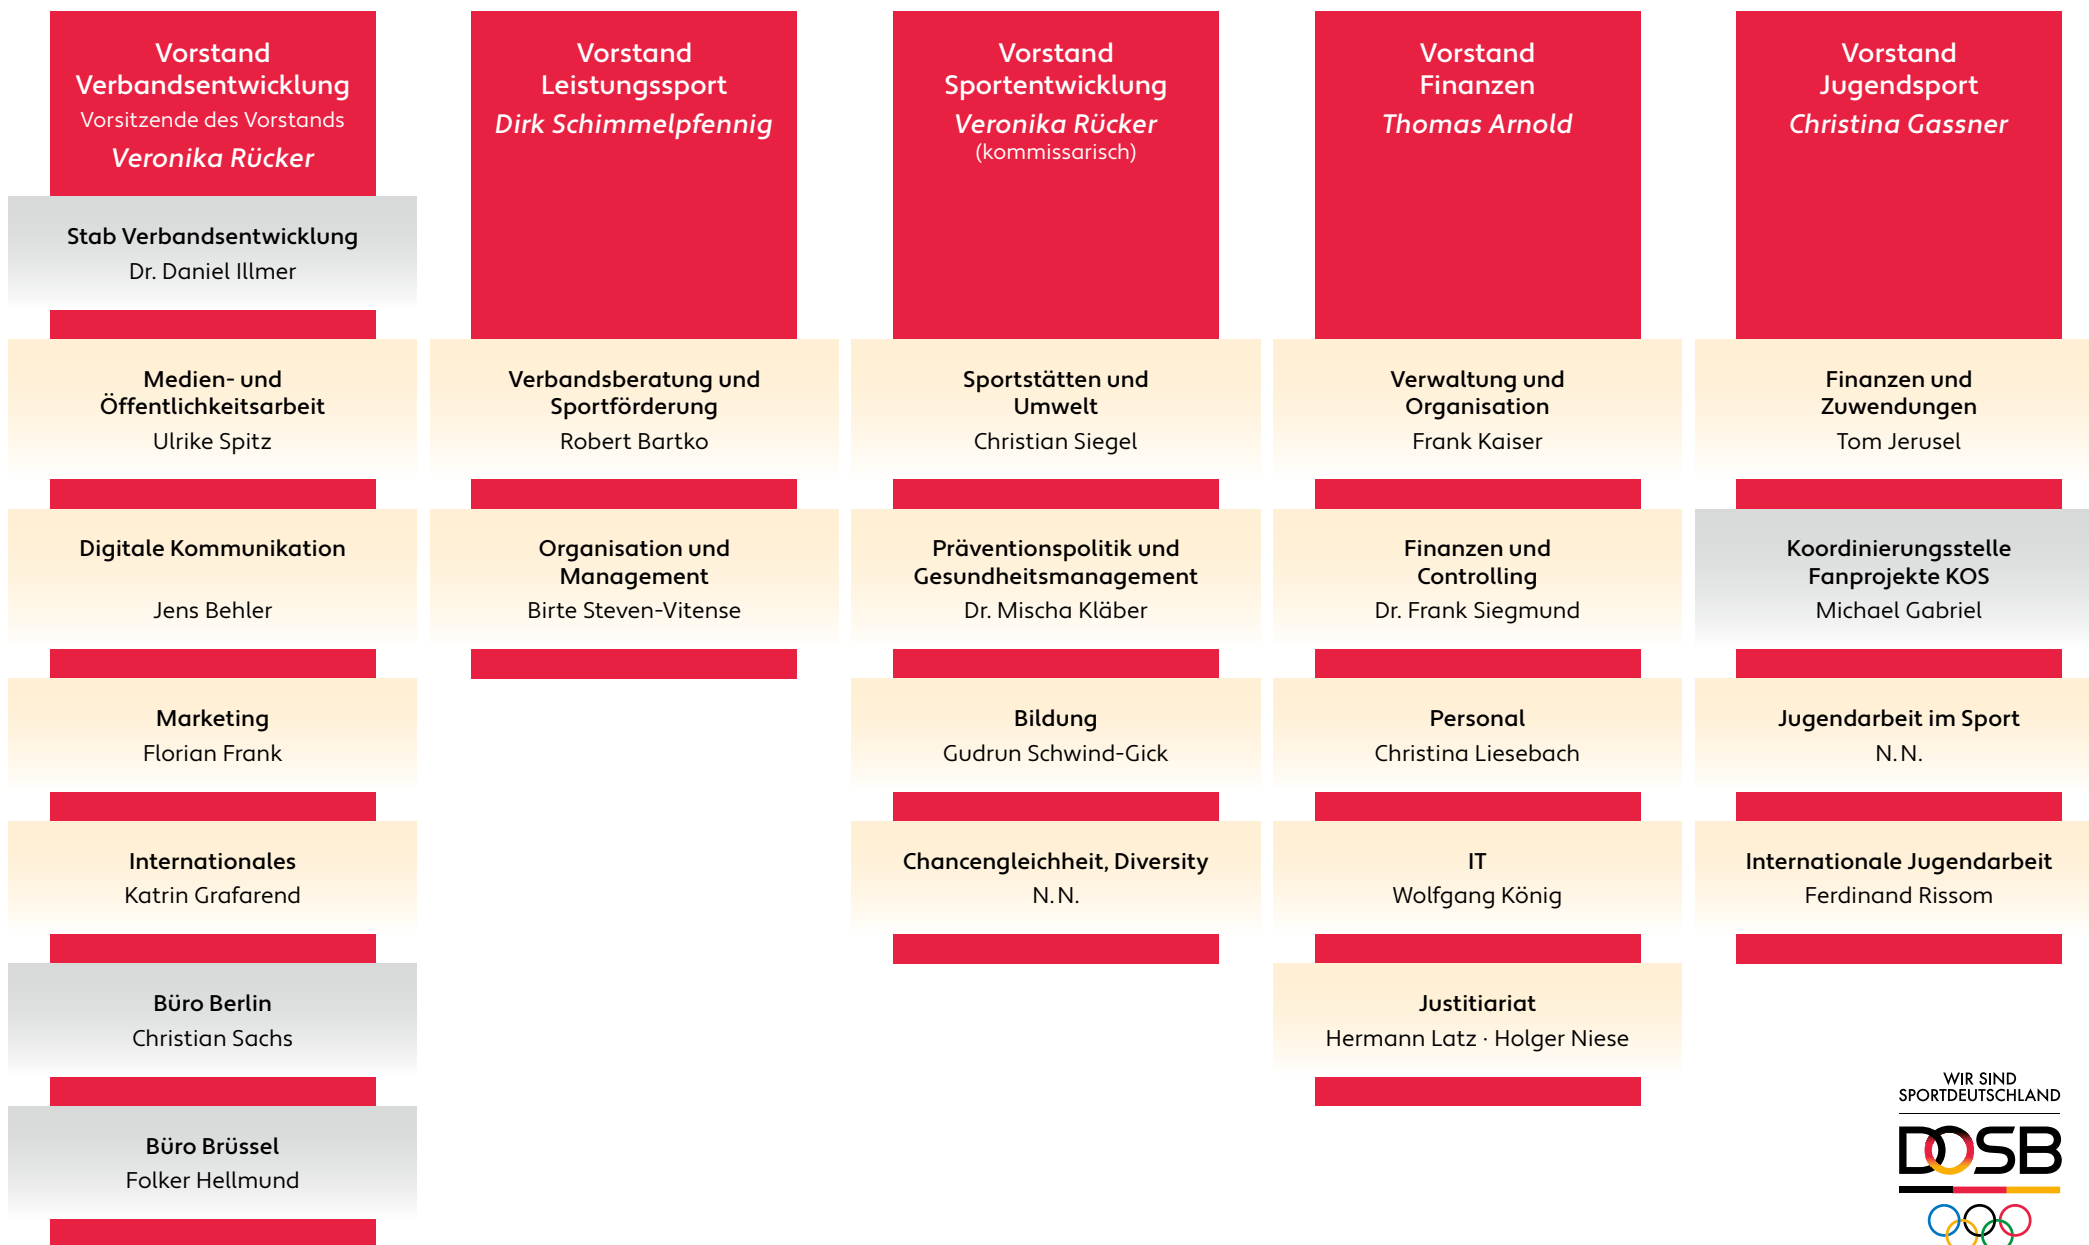 Vorstand
Verbandsentwicklung
Vorsitzende des Vorstands
Veronika Rücker
Stab Verbandsentwicklung
Dr. Daniel Illmer
Medien- und
Öffentlichkeitsarbeit
Ulrike Spitz
Digitale Kommunikation
Jens Behler
Marketing
Florian Frank
Internationales
Katrin Grafarend
Büro Berlin
Christian Sachs
Büro Brüssel
Folker Hellmund
Vorstand
Leistungssport
Dirk Schimmelpfennig
Verbandsberatung und
Sportförderung
Robert Bartko
Organisation und
Management
Birte Steven-Vitense
Vorstand
Sportentwicklung
Veronika Rücker
(kommissarisch)
Sportstätten und
Umwelt
Christian Siegel
Präventionspolitik und
Gesundheitsmanagement
Dr. Mischa Kläber
Bildung
Gudrun Schwind-Gick
Chancengleichheit, Diversity
N.N.
Vorstand
Finanzen
Thomas Arnold
Verwaltung und
Organisation
Frank Kaiser
Finanzen und
Controlling
Dr. Frank Siegmund
Personal
Christina Liesebach
IT
Wolfgang König
Justitiariat
Hermann Latz · Holger Niese
Vorstand
Jugendsport
Christina Gassner
Finanzen und
Zuwendungen
Tom Jerusel
Koordinierungsstelle
Fanprojekte KOS
Michael Gabriel
Jugendarbeit im Sport
N.N.
Internationale Jugendarbeit
Ferdinand Rissom
WIR SIND
SPORTDEUTSCHLAND
DOSB